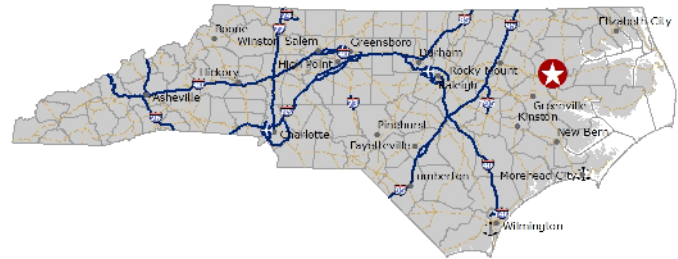 Elizabeth City
Boone
Winston Salem
Greensboro
Durham
High Point
Hickory
Rocky Mount
Raleigh
Asheville
Greenville
Kinston
Charlotte
Pinehurst
New Bern
Fayetteville
Lumberton
Morehead City
Wilmington